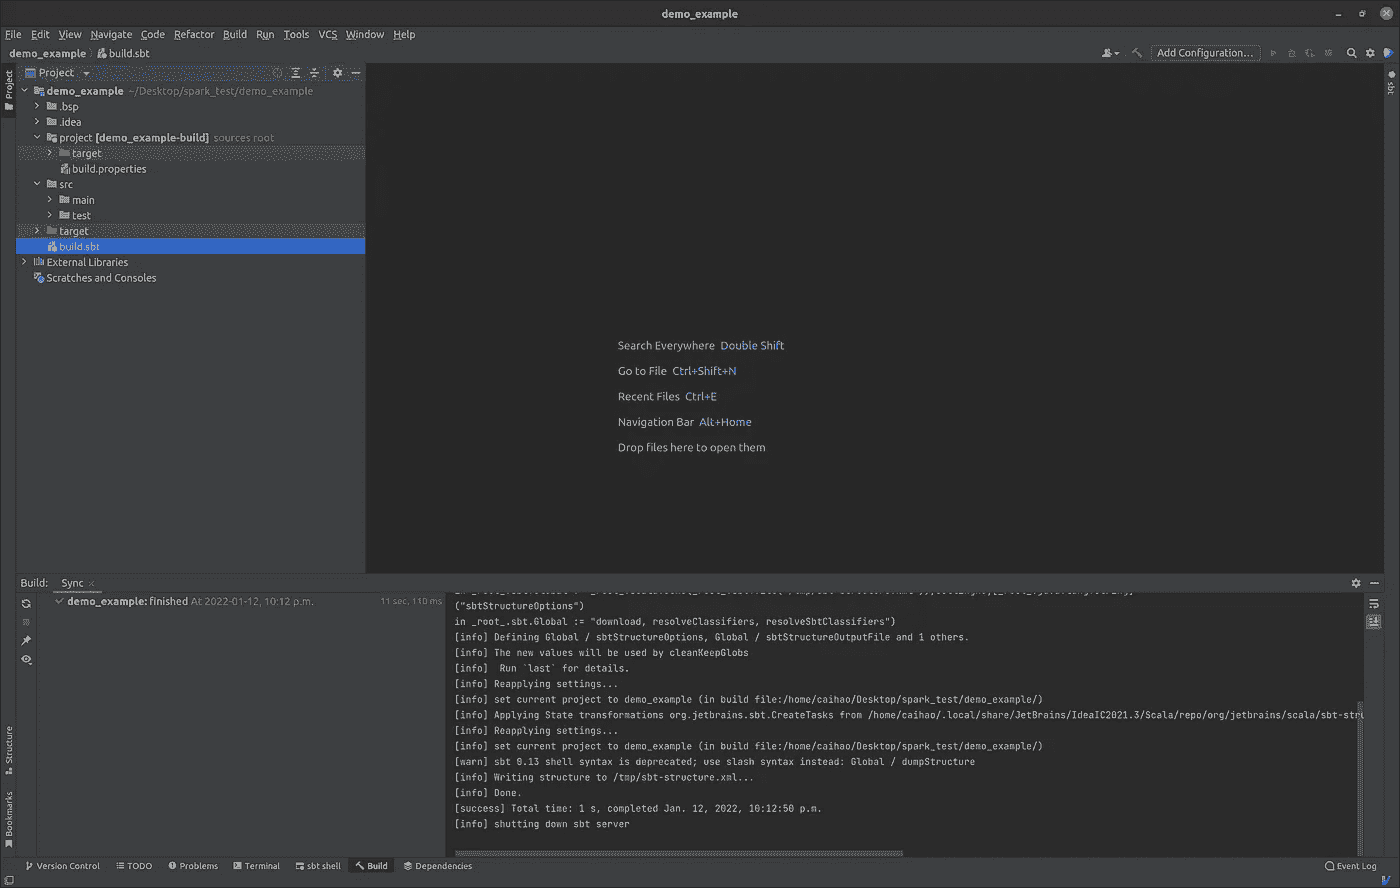 demo_example
File Edit View Navigate Code Refactor Build Run Tools VCS Window Help
demo_example build.sbt
Add Configuration...
Project
Project
sbt
demo_example ~/Desktop/spark_test/demo_example
.bsp
.idea
project [demo_example-build] sources root
target
build.properties
src
main
test
target
build.sbt
External Libraries
Scratches and Consoles
Search Everywhere Double Shift
Go to File Ctrl+Shift+N
Recent Files Ctrl+E
Navigation Bar Alt+Home
Drop files here to open them
Build: Sync
demo_example: finished At 2022-01-12, 10:12 p.m. 11 sec, 110 ms
("sbtStructureOptions")
in _root_.sbt.Global := "download, resolveClassifiers, resolveSbtClassifiers")
[info] Defining Global / sbtStructureOptions, Global / sbtStructureOutputFile and 1 others.
[info] The new values will be used by cleanKeepGlobs
[info]  Run `last` for details.
[info] Reapplying settings...
[info] set current project to demo_example (in build file:/home/caihao/Desktop/spark_test/demo_example/)
[info] Applying State transformations org.jetbrains.sbt.CreateTasks from /home/caihao/.local/share/JetBrains/IdeaIC2021.3/Scala/repo/org/jetbrains/scala/sbt-stru
[info] Reapplying settings...
[info] set current project to demo_example (in build file:/home/caihao/Desktop/spark_test/demo_example/)
[warn] sbt 0.13 shell syntax is deprecated; use slash syntax instead: Global / dumpStructure
[info] Writing structure to /tmp/sbt-structure.xml...
[info] Done.
[success] Total time: 1 s, completed Jan. 12, 2022, 10:12:50 p.m.
[info] shutting down sbt server
Structure
Bookmarks
Version Control TODO Problems Terminal sbt shell Build Dependencies Event Log